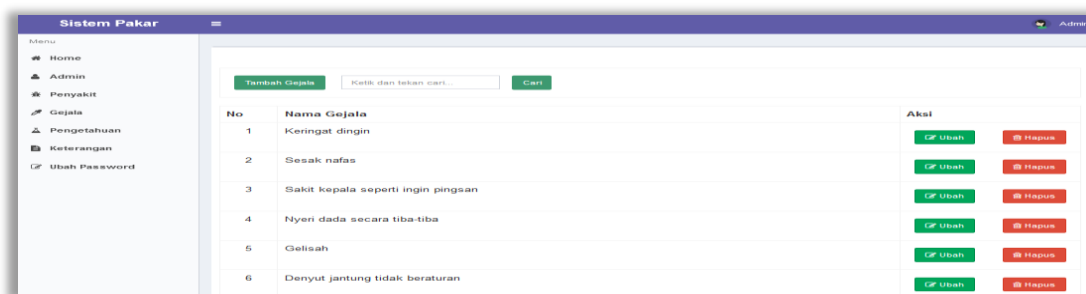 Sistem Pakar
Admin
Menu
Home
Admin
Penyakit
Gejala
Pengetahuan
Keterangan
Ubah Password
Tambah Gejala Ketik dan tekan cari... Cari
No Nama Gejala Aksi
1 Keringat dingin Ubah Hapus
2 Sesak nafas Ubah Hapus
3 Sakit kepala seperti ingin pingsan Ubah Hapus
4 Nyeri dada secara tiba-tiba Ubah Hapus
5 Gelisah Ubah Hapus
6 Denyut jantung tidak beraturan Ubah Hapus